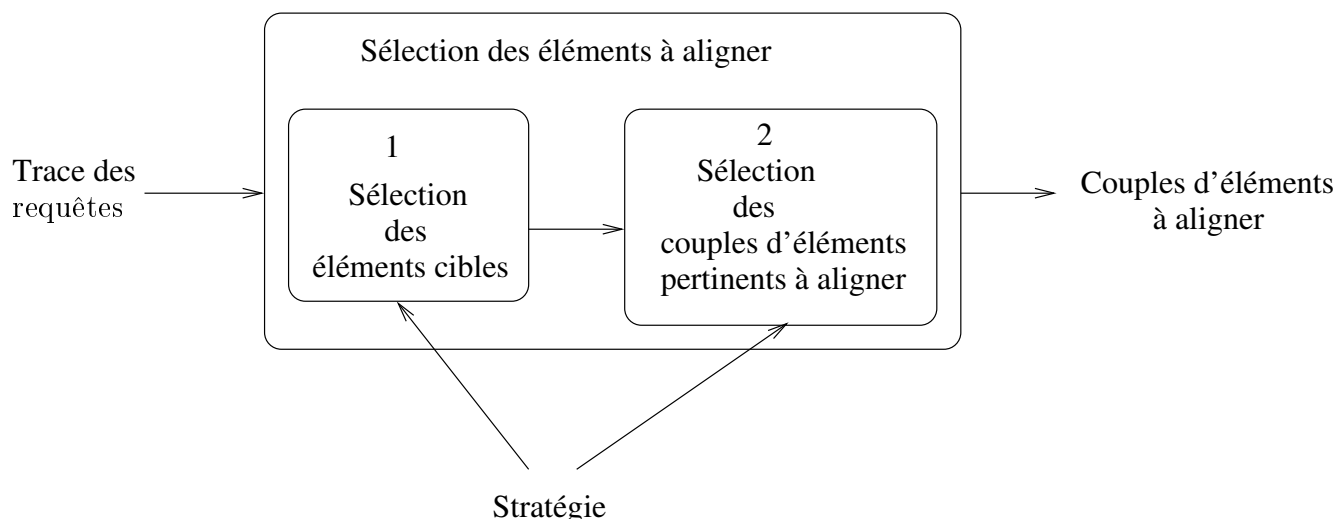 Sélection des éléments à aligner
Trace des
requêtes
1
Sélection
des
éléments cibles
2
Sélection
des
couples d'éléments
pertinents à aligner
Couples d'éléments
à aligner
Stratégie